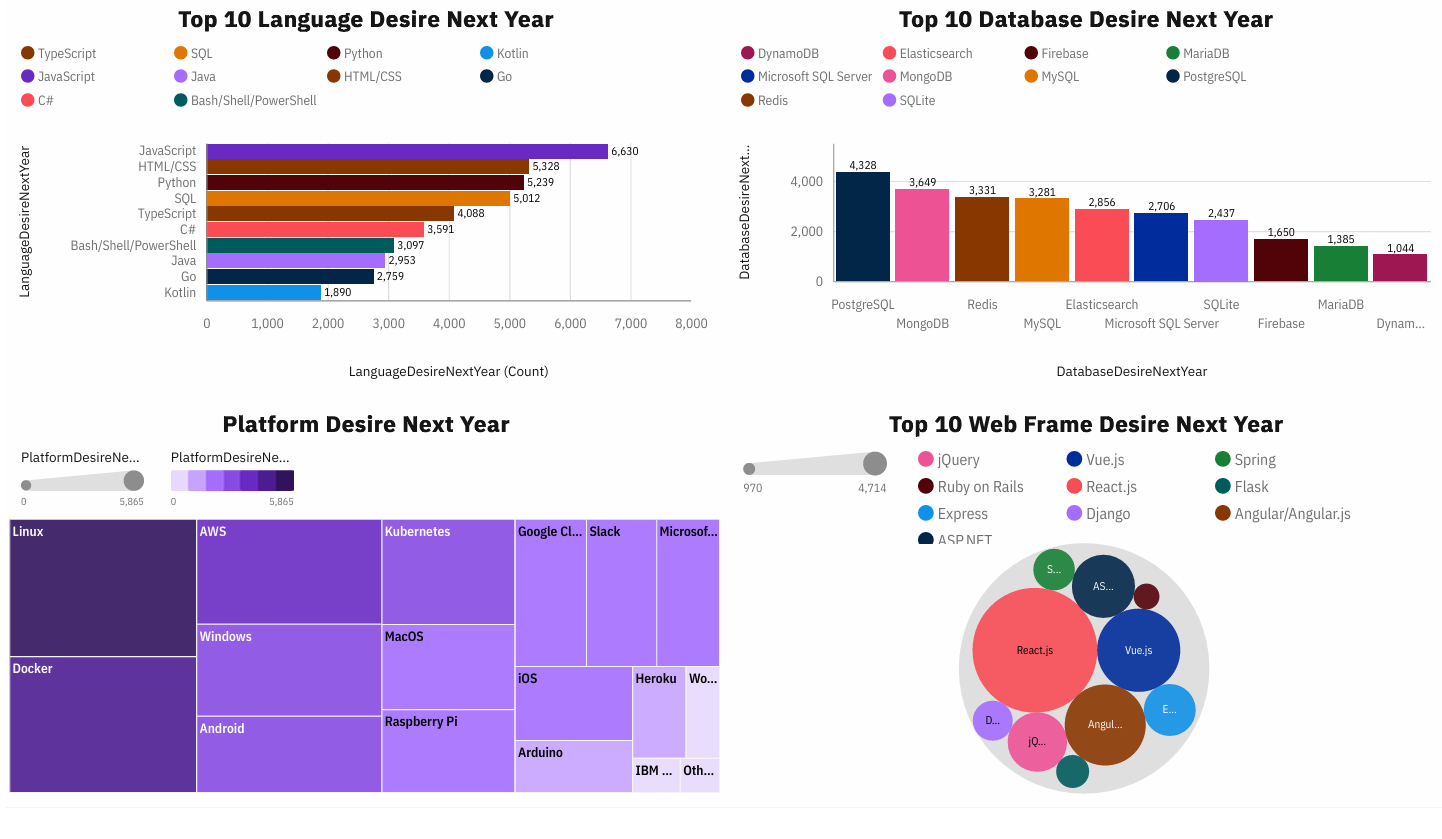 Top 10 Language Desire Next Year
TypeScript SQL Python Kotlin
JavaScript Java HTML/CSS Go
C# Bash/Shell/PowerShell
LanguageDesireNextYear
JavaScript 6,630
HTML/CSS 5,328
Python 5,239
SQL 5,012
TypeScript 4,088
C# 3,591
Bash/Shell/PowerShell 3,097
Java 2,953
Go 2,759
Kotlin 1,890
0 1,000 2,000 3,000 4,000 5,000 6,000 7,000 8,000
LanguageDesireNextYear (Count)
Top 10 Database Desire Next Year
DynamoDB Elasticsearch Firebase MariaDB
Microsoft SQL Server MongoDB MySQL PostgreSQL
Redis SQLite
DatabaseDesireNext...
4,000
2,000
0
4,328 3,649 3,331 3,281 2,856 2,706 2,437 1,650 1,385 1,044
PostgreSQL Redis Elasticsearch SQLite MariaDB
MongoDB MySQL Microsoft SQL Server Firebase Dynam...
DatabaseDesireNextYear
Platform Desire Next Year
PlatformDesireNe... PlatformDesireNe...
0 5,865 0 5,865
Linux AWS Kubernetes Google Cl... Slack Microsof...
Windows MacOS
Docker iOS Heroku Wo...
Android Raspberry Pi
Arduino
IBM ... Oth...
Top 10 Web Frame Desire Next Year
970 4,714
jQuery Vue.js Spring
Ruby on Rails React.js Flask
Express Django Angular/Angular.js
ASP.NET
S... AS...
React.js Vue.js
D... Angul... E...
jQ...